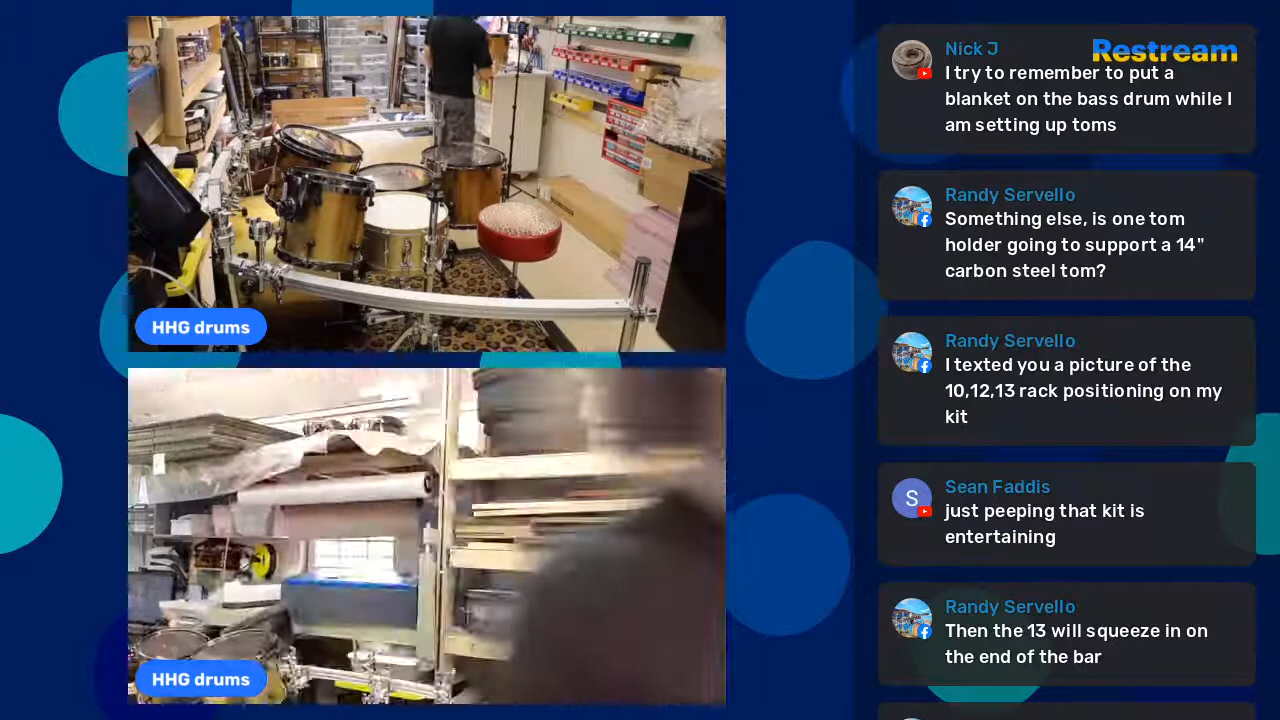 HHG drums
HHG drums
Restream
Nick J
I try to remember to put a
blanket on the bass drum while I
am setting up toms
Randy Servello
Something else, is one tom
holder going to support a 14"
carbon steel tom?
Randy Servello
I texted you a picture of the
10,12,13 rack positioning on my
kit
S
Sean Faddis
just peeping that kit is
entertaining
Randy Servello
Then the 13 will squeeze in on
the end of the bar